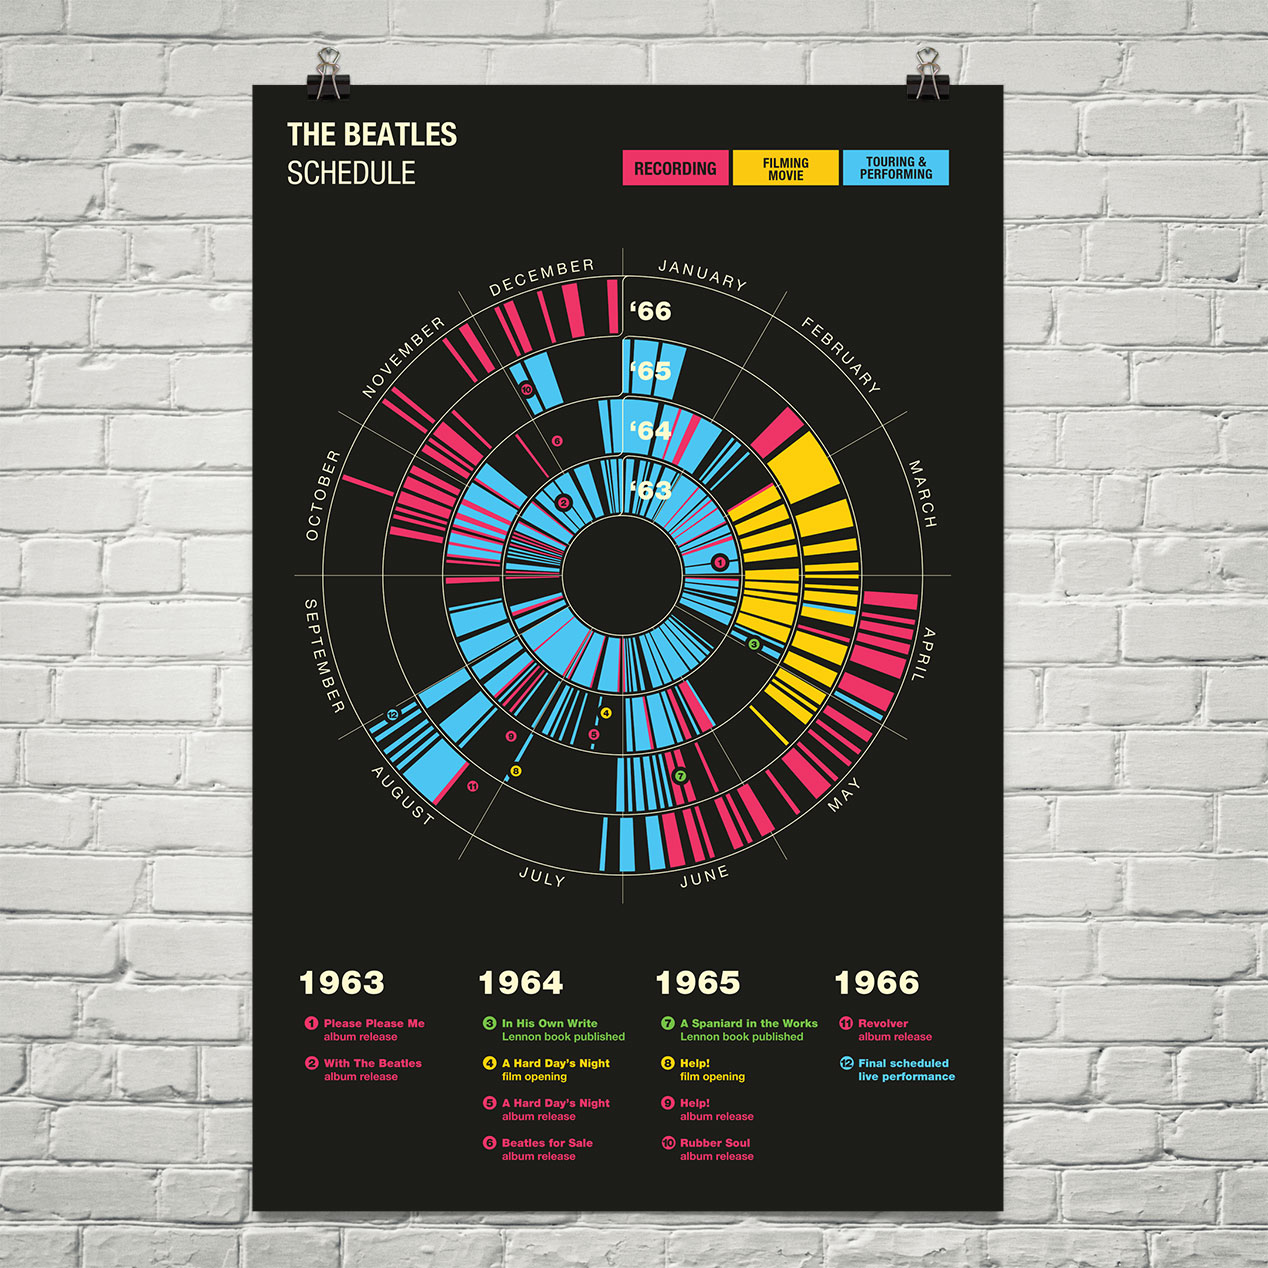 THE BEATLES
SCHEDULE
RECORDING
FILMING
MOVIE
TOURING &
PERFORMING
JANUARY
FEBRUARY
MARCH
APRIL
MAY
JUNE
JULY
AUGUST
SEPTEMBER
OCTOBER
NOVEMBER
DECEMBER
‘66
‘65
‘64
‘63
10
6
2
1
3
4
5
9
8
7
11
12
1963
1 Please Please Me
album release
2 With The Beatles
album release
1964
3 In His Own Write
Lennon book published
4 A Hard Day’s Night
film opening
5 A Hard Day’s Night
album release
6 Beatles for Sale
album release
1965
7 A Spaniard in the Works
Lennon book published
8 Help!
film opening
9 Help!
album release
10 Rubber Soul
album release
1966
11 Revolver
album release
12 Final scheduled
live performance